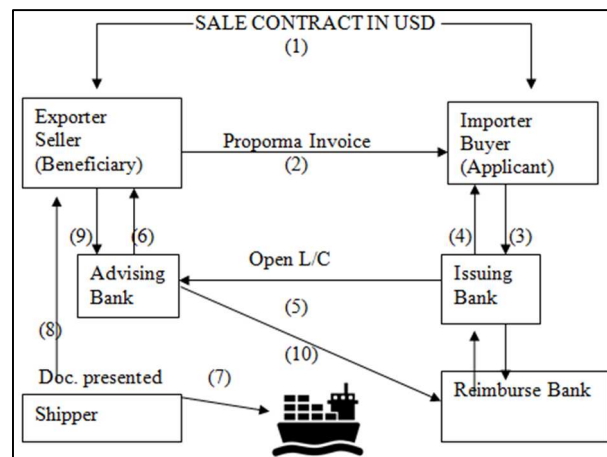 SALE CONTRACT IN USD
(1)
Exporter
Seller
(Beneficiary)
Proporma Invoice
(2)
Importer
Buyer
(Applicant)
(9)
(6)
(4)
(3)
Advising
Bank
Open L/C
(5)
Issuing
Bank
(8)
(10)
Doc. presented
(7)
Shipper
Reimburse Bank